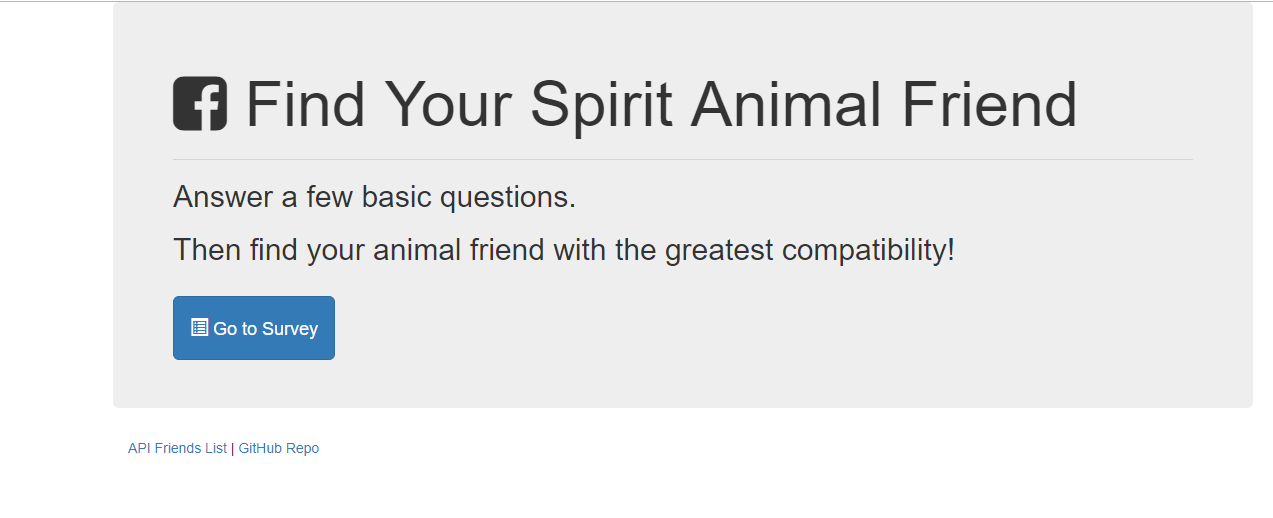 Find Your Spirit Animal Friend
Answer a few basic questions.
Then find your animal friend with the greatest compatibility!
Go to Survey
API Friends List | GitHub Repo